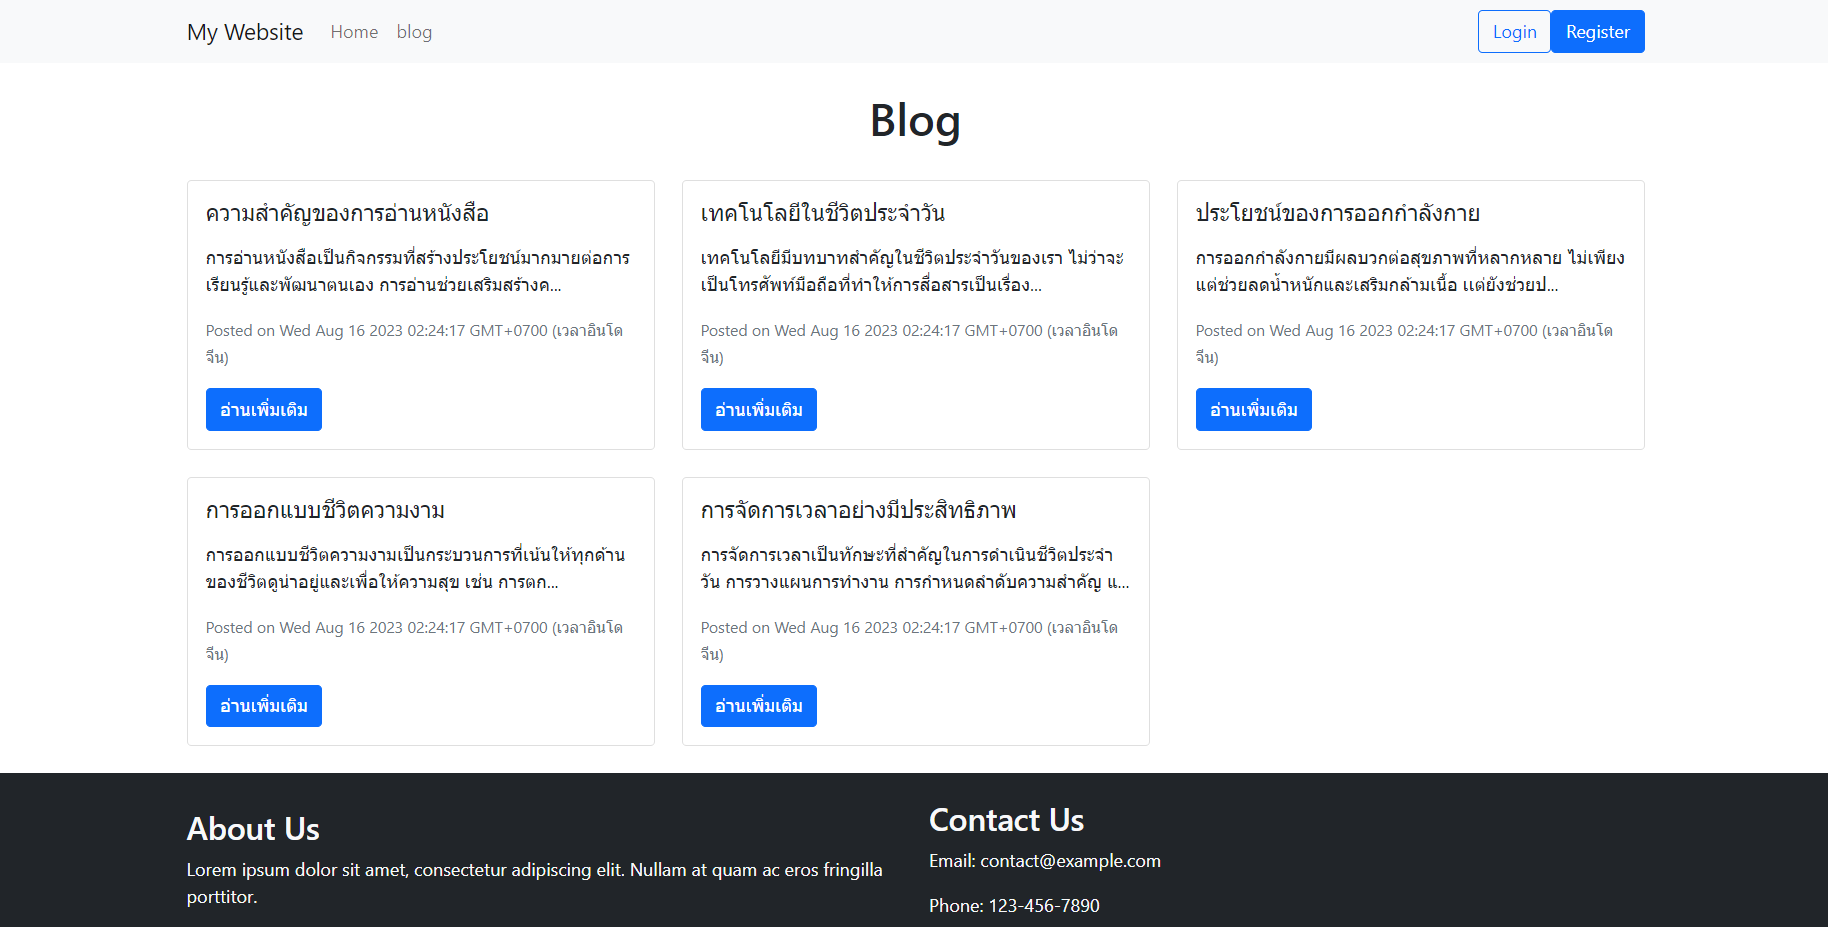 My Website Home blog Login Register
Blog
ความสำคัญของการอ่านหนังสือ
การอ่านหนังสือเป็นกิจกรรมที่สร้างประโยชน์มากมายต่อการ
เรียนรู้และพัฒนาตนเอง การอ่านช่วยเสริมสร้างค...
Posted on Wed Aug 16 2023 02:24:17 GMT+0700 (เวลาอินโด
จีน)
อ่านเพิ่มเติม
เทคโนโลยีในชีวิตประจำวัน
เทคโนโลยีมีบทบาทสำคัญในชีวิตประจำวันของเรา ไม่ว่าจะ
เป็นโทรศัพท์มือถือที่ทำให้การสื่อสารเป็นเรื่อง...
Posted on Wed Aug 16 2023 02:24:17 GMT+0700 (เวลาอินโด
จีน)
อ่านเพิ่มเติม
ประโยชน์ของการออกกำลังกาย
การออกกำลังกายมีผลบวกต่อสุขภาพที่หลากหลาย ไม่เพียง
แต่ช่วยลดน้ำหนักและเสริมกล้ามเนื้อ แต่ยังช่วยป...
Posted on Wed Aug 16 2023 02:24:17 GMT+0700 (เวลาอินโด
จีน)
อ่านเพิ่มเติม
การออกแบบชีวิตความงาม
การออกแบบชีวิตความงามเป็นกระบวนการที่เน้นให้ทุกด้าน
ของชีวิตดูน่าอยู่และเพื่อให้ความสุข เช่น การตก...
Posted on Wed Aug 16 2023 02:24:17 GMT+0700 (เวลาอินโด
จีน)
อ่านเพิ่มเติม
การจัดการเวลาอย่างมีประสิทธิภาพ
การจัดการเวลาเป็นทักษะที่สำคัญในการดำเนินชีวิตประจำ
วัน การวางแผนการทำงาน การกำหนดลำดับความสำคัญ แ...
Posted on Wed Aug 16 2023 02:24:17 GMT+0700 (เวลาอินโด
จีน)
อ่านเพิ่มเติม
About Us
Lorem ipsum dolor sit amet, consectetur adipiscing elit. Nullam at quam ac eros fringilla
porttitor.
Contact Us
Email: contact@example.com
Phone: 123-456-7890